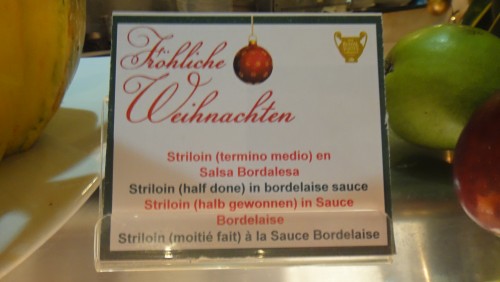 Fröhliche
Weihnachten
Striloin (termino medio) en
Salsa Bordalesa
Striloin (half done) in bordelaise sauce
Striloin (halb gewonnen) in Sauce
Bordelaise
Striloin (moitié fait) à la Sauce Bordelaise